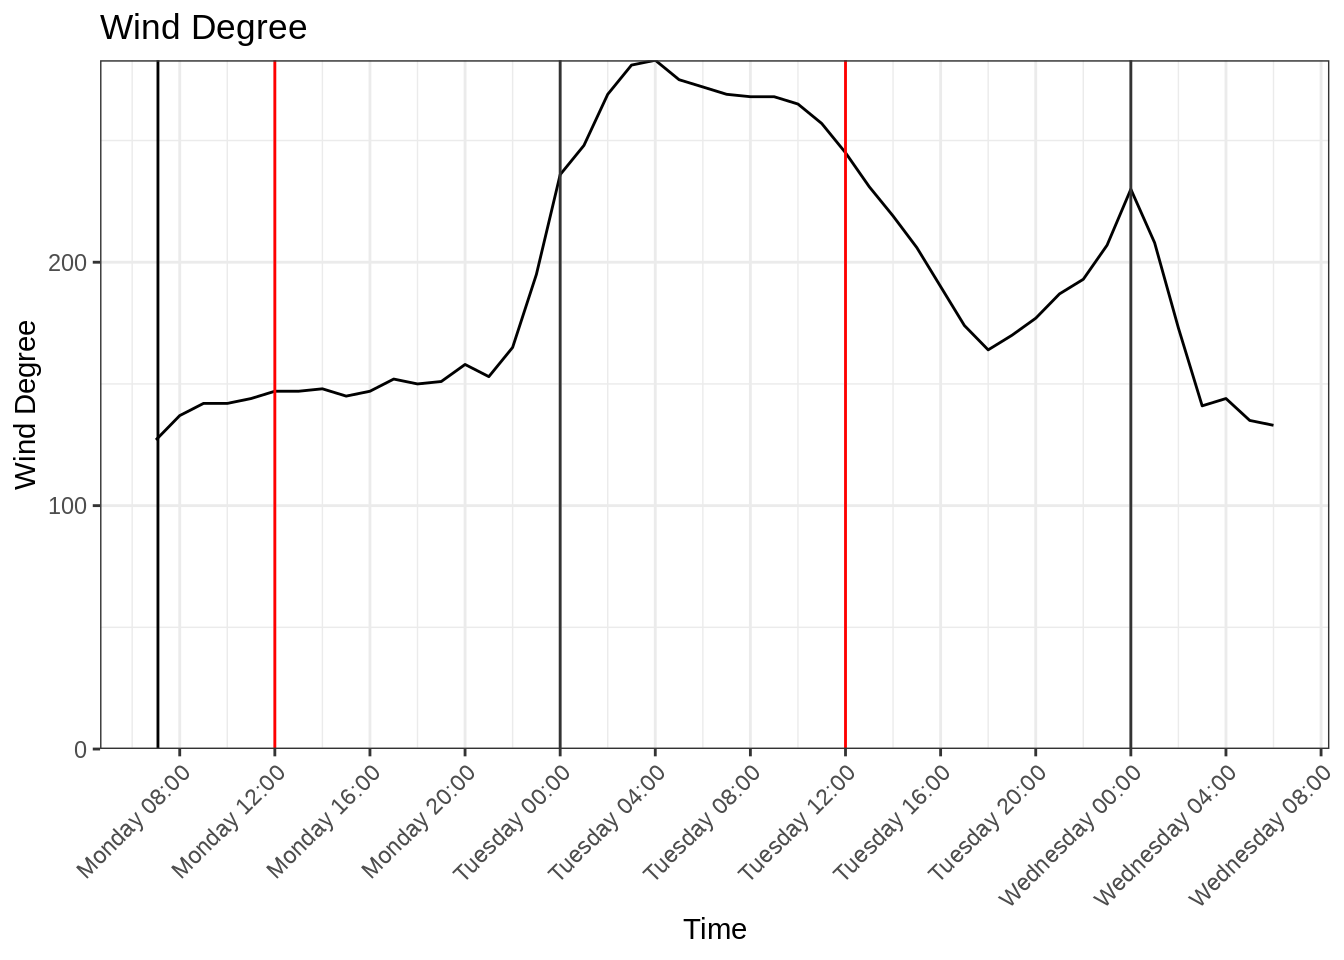 Wind Degree
Wind Degree
200
100
0
Monday 08:00
Monday 12:00
Monday 16:00
Monday 20:00
Tuesday 00:00
Tuesday 04:00
Tuesday 08:00
Tuesday 12:00
Tuesday 16:00
Tuesday 20:00
Wednesday 00:00
Wednesday 04:00
Wednesday 08:00
Time